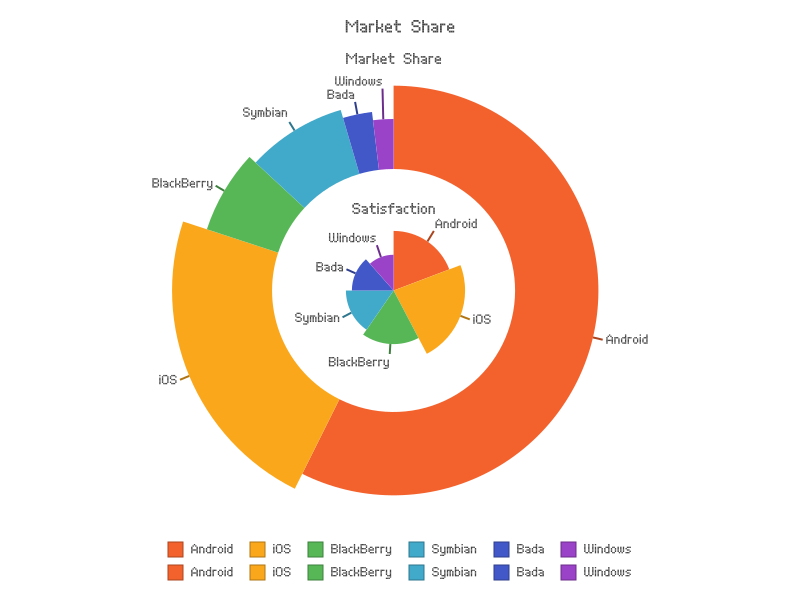 Market Share
Market Share
Windows
Bada
Symbian
BlackBerry
Satisfaction
Android
Windows
Bada
Symbian
iOS
BlackBerry
Android
iOS
Android iOS BlackBerry Symbian Bada Windows
Android iOS BlackBerry Symbian Bada Windows